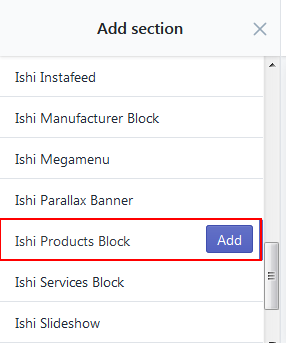 Add section
Ishi Instafeed
Ishi Manufacturer Block
Ishi Megamenu
Ishi Parallax Banner
Ishi Products Block Add
Ishi Services Block
Ishi Slideshow